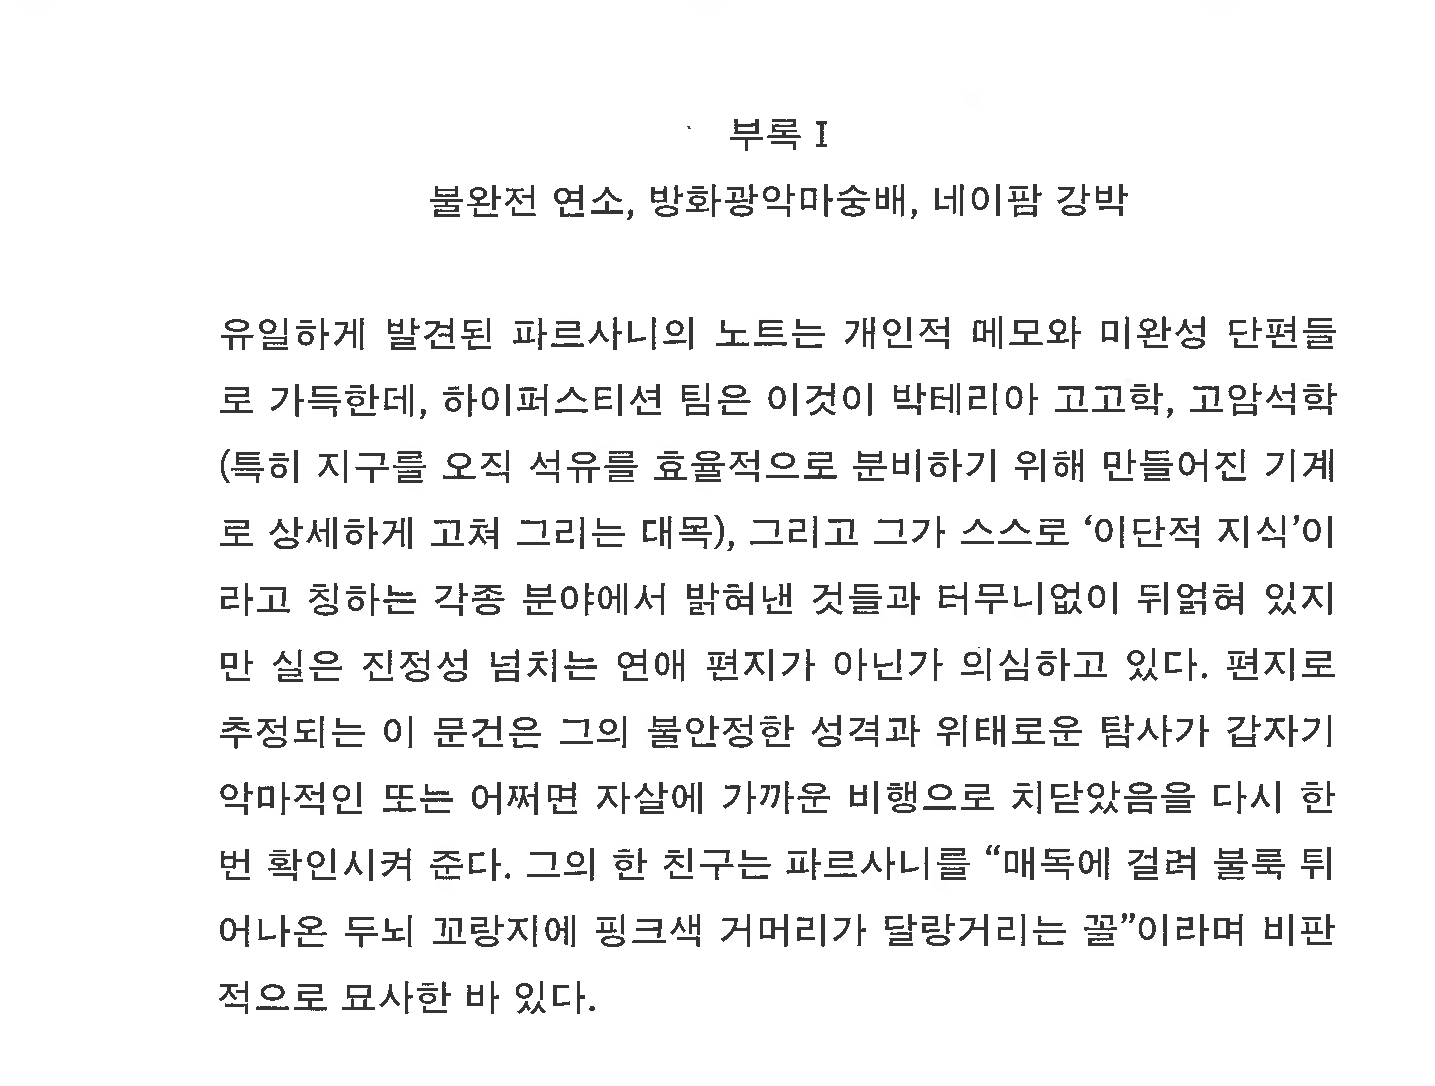 부록 I
불완전 연소, 방화광악마숭배, 네이팜 강박
유일하게 발견된 파르사니의 노트는 개인적 메모와 미완성 단편들
로 가득한데, 하이퍼스티션 팀은 이것이 박테리아 고고학, 고암석학
(특히 지구를 오직 석유를 효율적으로 분비하기 위해 만들어진 기계
로 상세하게 고쳐 그리는 대목), 그리고 그가 스스로 ‘이단적 지식’이
라고 칭하는 각종 분야에서 밝혀낸 것들과 터무니없이 뒤얽혀 있지
만 실은 진정성 넘치는 연애 편지가 아닌가 의심하고 있다. 편지로
추정되는 이 문건은 그의 불안정한 성격과 위태로운 탐사가 갑자기
악마적인 또는 어쩌면 자살에 가까운 비행으로 치닫았음을 다시 한
번 확인시켜 준다. 그의 한 친구는 파르사니를 “매독에 걸려 불룩 튀
어나온 두뇌 꼬랑지에 핑크색 거머리가 달랑거리는 꼴”이라며 비판
적으로 묘사한 바 있다.